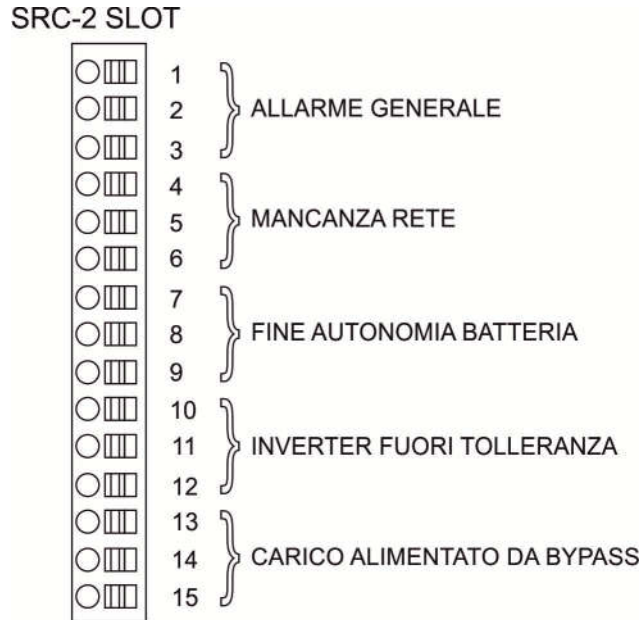 SRC-2 SLOT
1
2 ALLARME GENERALE
3
4
5 MANCANZA RETE
6
7
8 FINE AUTONOMIA BATTERIA
9
10
11 INVERTER FUORI TOLLERANZA
12
13
14 CARICO ALIMENTATO DA BYPASS
15